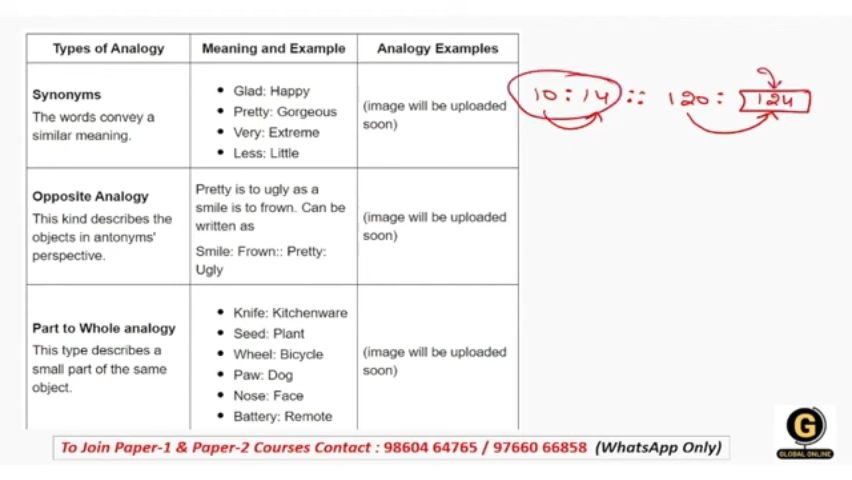 Types of Analogy
Meaning and Example
Analogy Examples
Synonyms
The words convey a
similar meaning.
Glad: Happy
Pretty: Gorgeous
Very: Extreme
Less: Little
(image will be uploaded
soon)
Opposite Analogy
This kind describes the
objects in antonyms'
perspective.
Pretty is to ugly as a
smile is to frown. Can be
written as
Smile: Frown:: Pretty:
Ugly
(image will be uploaded
soon)
Part to Whole analogy
This type describes a
small part of the same
object.
Knife: Kitchenware
Seed: Plant
Wheel: Bicycle
Paw: Dog
Nose: Face
Battery: Remote
(image will be uploaded
soon)
10 : 14 :: 120 : 124
G
GLOBAL ONLINE
To Join Paper-1 & Paper-2 Courses Contact : 98604 64765 / 97660 66858 (WhatsApp Only)